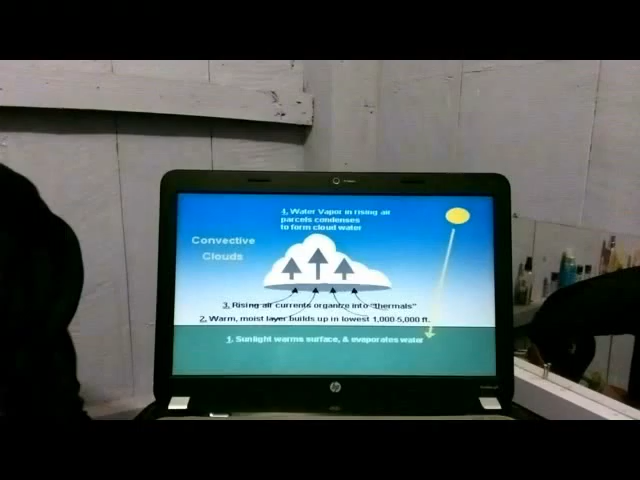 4. Water Vapor in rising air
parcels condenses
to form cloud water
Convective
Clouds
3. Rising air currents organize into "thermals"
2. Warm, moist layer builds up in lowest 1,000-5,000 ft.
1. Sunlight warms surface, & evaporates water
hp